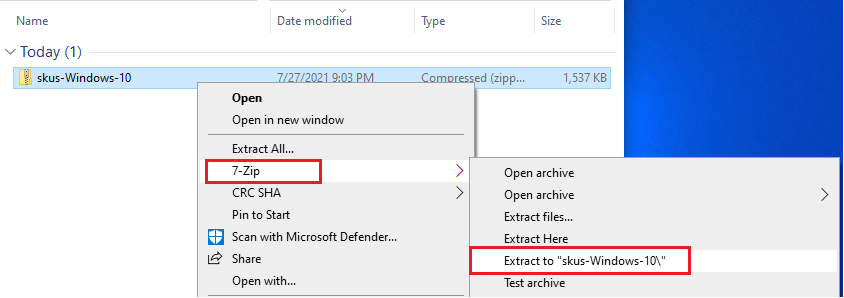 Name Date modified Type Size
Today (1)
skus-Windows-10 7/27/2021 9:03 PM Compressed (zipp... 1,537 KB
Open
Open in new window
Extract All...
7-Zip
CRC SHA
Pin to Start
Scan with Microsoft Defender...
Share
Open with...
Open archive
Open archive
Extract files...
Extract Here
Extract to "skus-Windows-10\"
Test archive